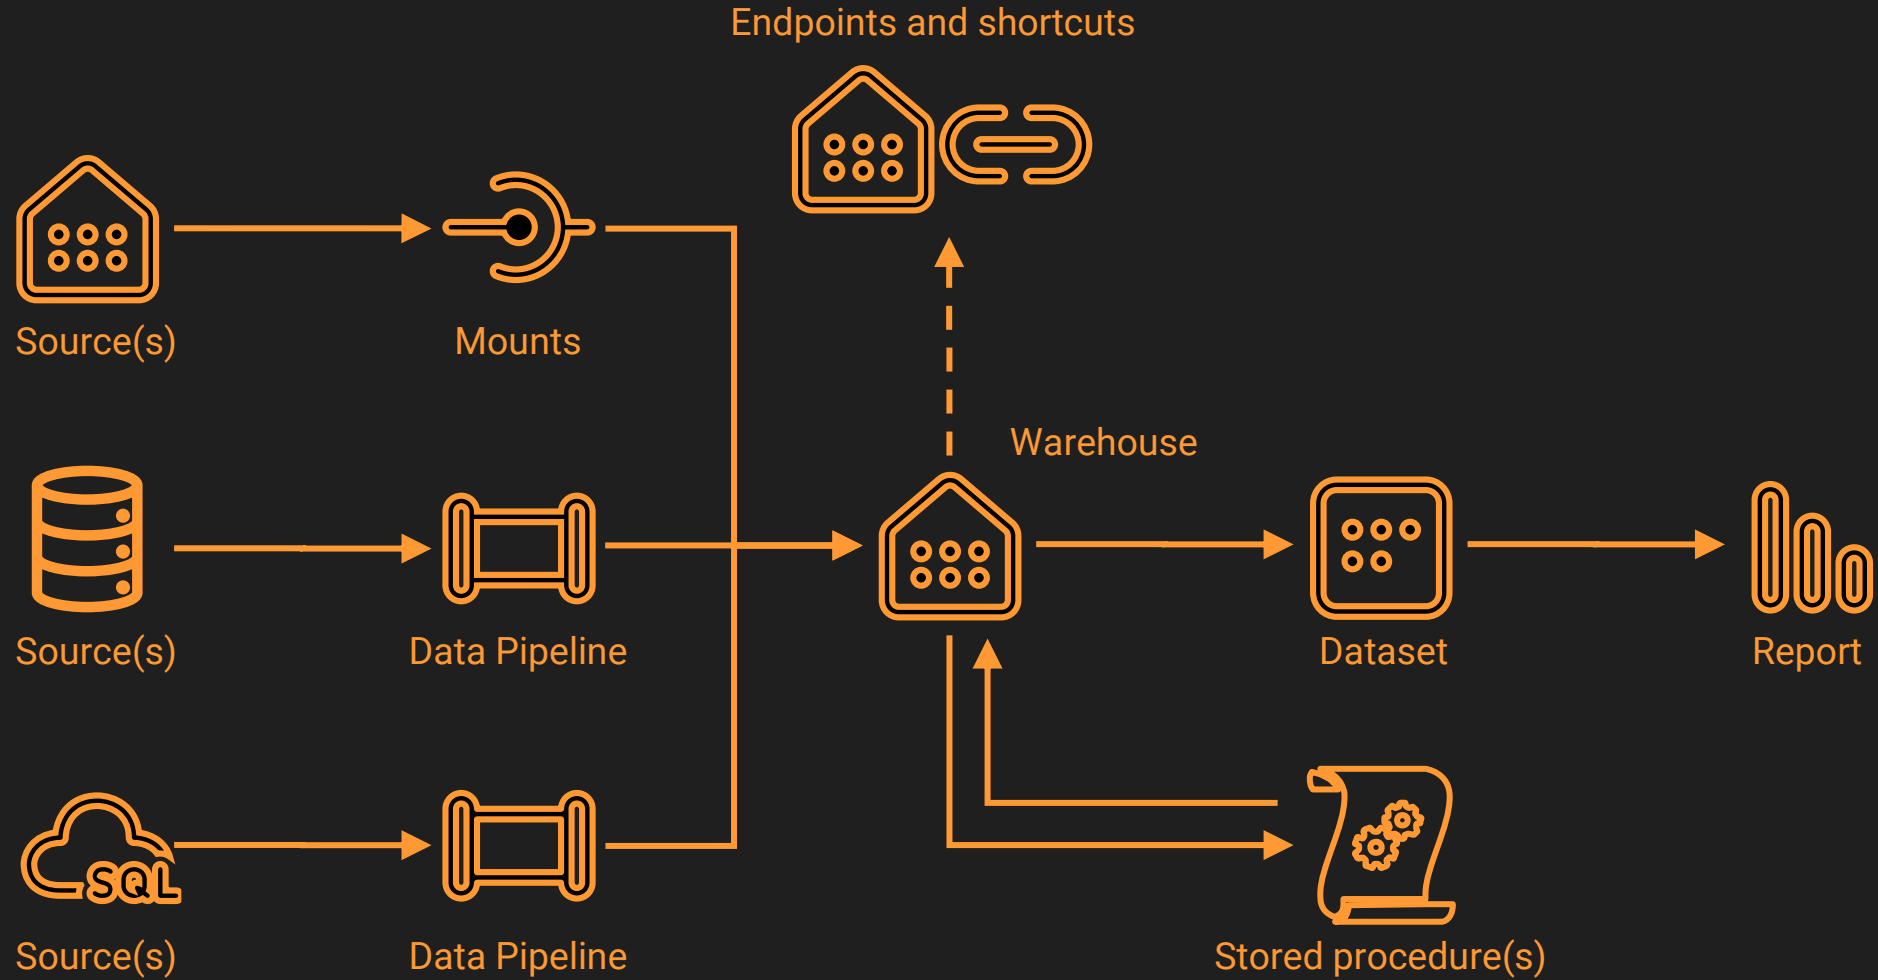 Endpoints and shortcuts
Source(s)
Mounts
Warehouse
Source(s)
Data Pipeline
Dataset
Report
SQL
Source(s)
Data Pipeline
Stored procedure(s)